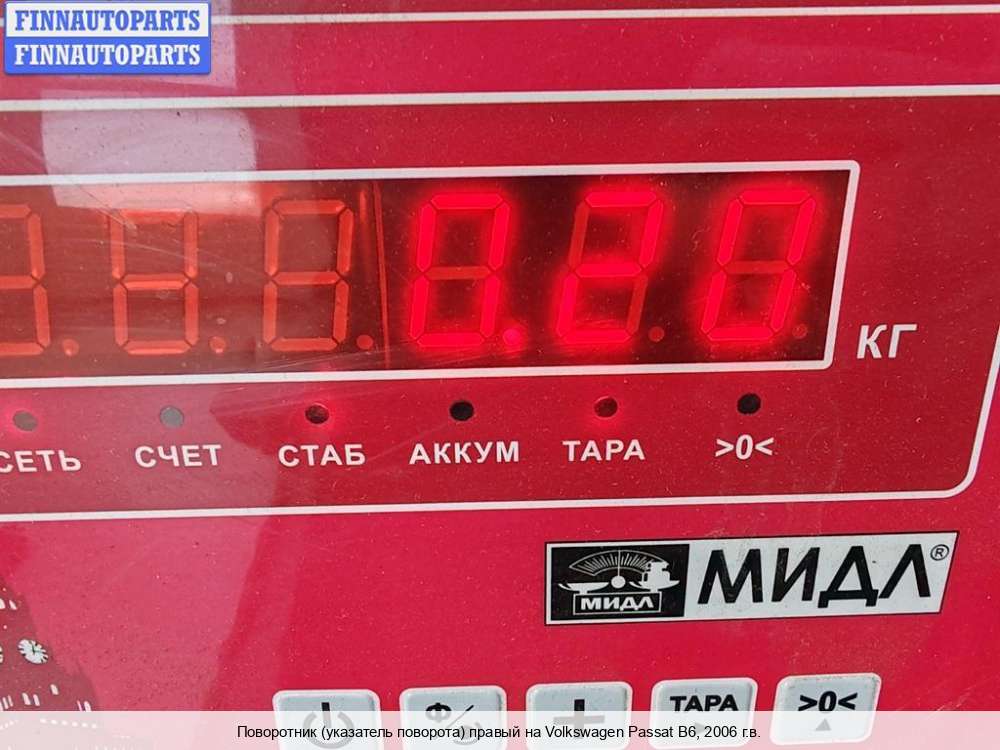 FINNAUTOPARTS
FINNAUTOPARTS
0.20
КГ
СЕТЬ СЧЕТ СТАБ АККУМ ТАРА >0<
МИДЛ МИДЛ®
ТАРА >0<
Поворотник (указатель поворота) правый на Volkswagen Passat B6, 2006 г.в.